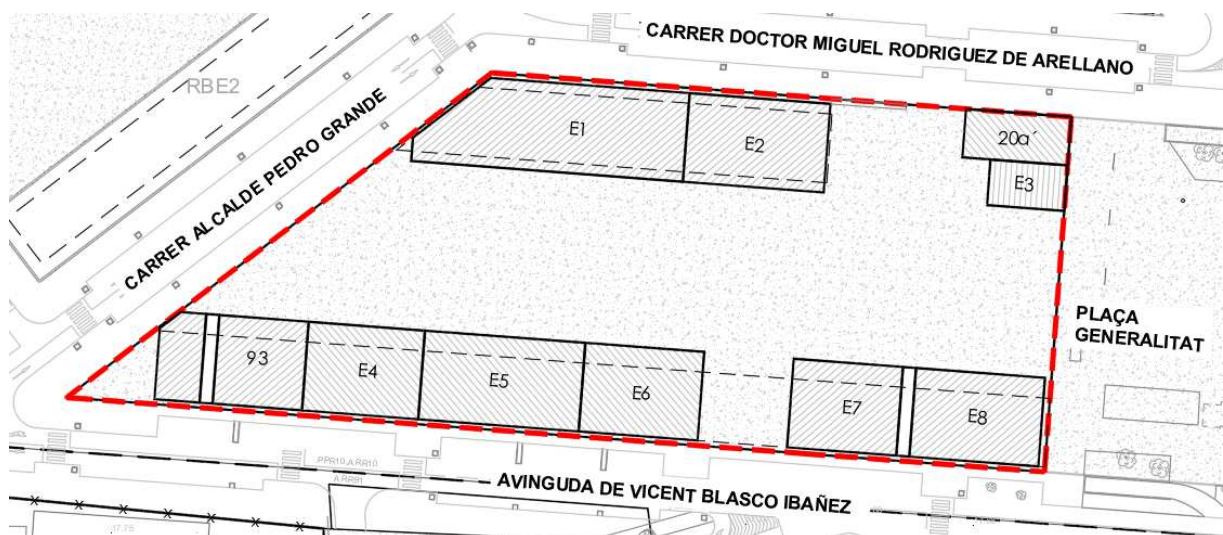 CARRER DOCTOR MIGUEL RODRIGUEZ DE ARELLANO
RBE2
CARRER ALCALDE PEDRO GRANDE
E1
E2
20a´
E3
PLAÇA
GENERALITAT
93
E4
E5
E6
E7
E8
AVINGUDA DE VICENT BLASCO IBAÑEZ